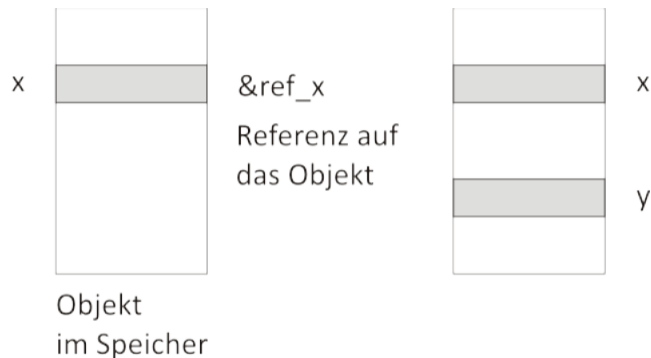 x
&ref_x
Referenz auf
das Objekt
Objekt
im Speicher
x
y